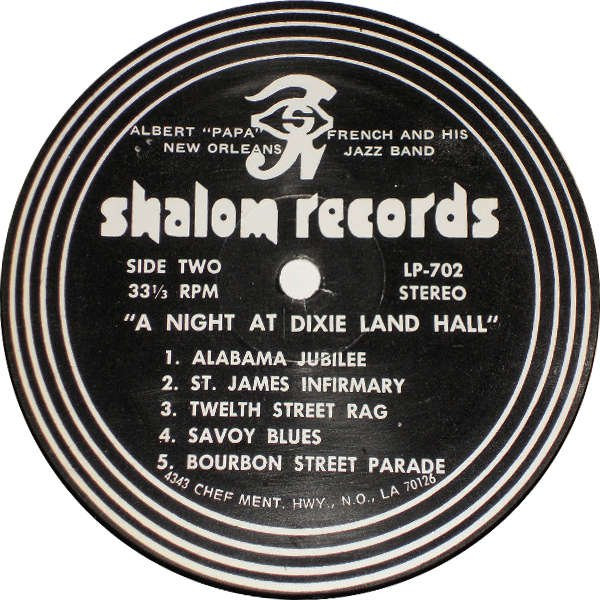 ALBERT "PAPA" FRENCH AND HIS
NEW ORLEANS JAZZ BAND
S
shalom records
SIDE TWO LP-702
33⅓ RPM STEREO
"A NIGHT AT DIXIE LAND HALL"
1. ALABAMA JUBILEE
2. ST. JAMES INFIRMARY
3. TWELTH STREET RAG
4. SAVOY BLUES
5. BOURBON STREET PARADE
4343 CHEF MENT. HWY., N.O., LA 70126